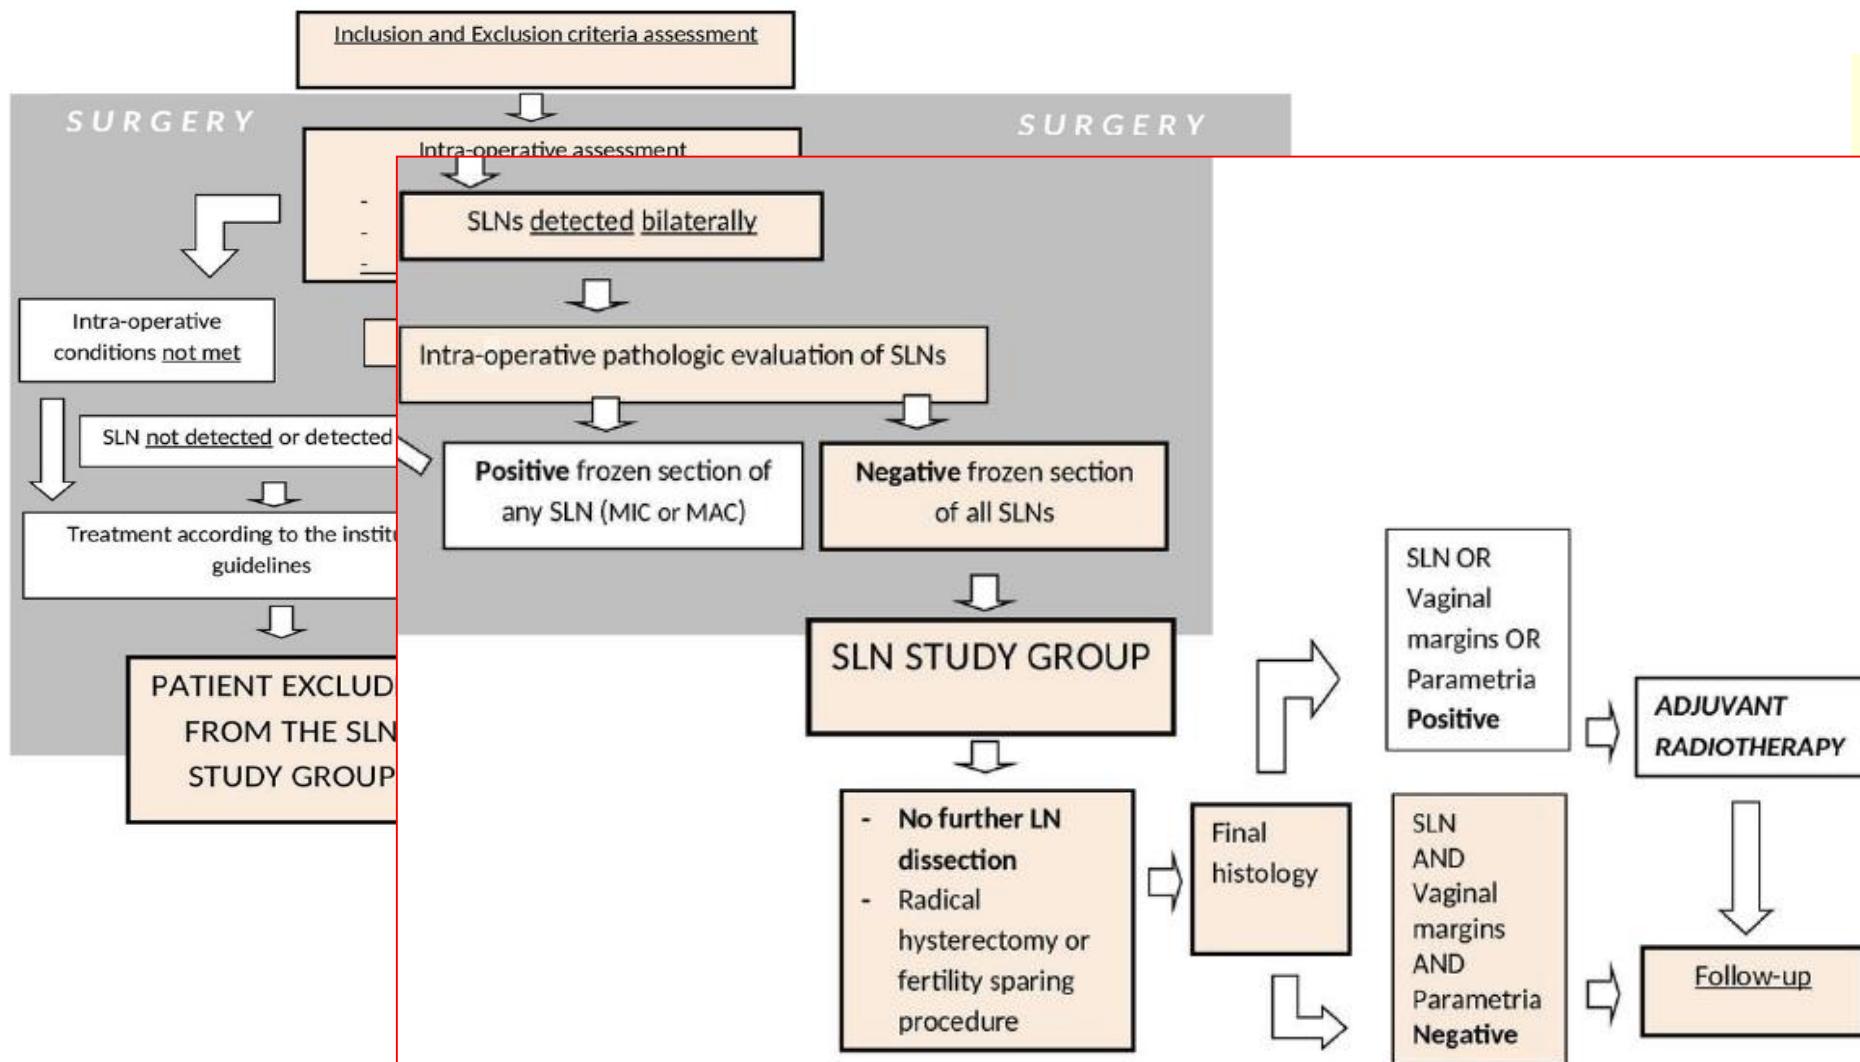 Inclusion and Exclusion criteria assessment
SURGERY
SURGERY
Intra-operative assessment
-
-
-
Intra-operative
conditions not met
SLN not detected or detected
Treatment according to the
guidelines
PATIENT
FROM THE SLN
STUDY GROUP
SLNs detected bilaterally
Intra-operative pathologic evaluation of SLNs
Positive frozen section of
any SLN (MIC or MAC)
Negative frozen section
of all SLNs
SLN STUDY GROUP
- No further LN
dissection
- Radical
hysterectomy or
fertility sparing
procedure
Final
histology
SLN OR
Vaginal
margins OR
Parametria
Positive
ADJUVANT
RADIOTHERAPY
SLN
AND
Vaginal
margins
AND
Parametria
Negative
Follow-up